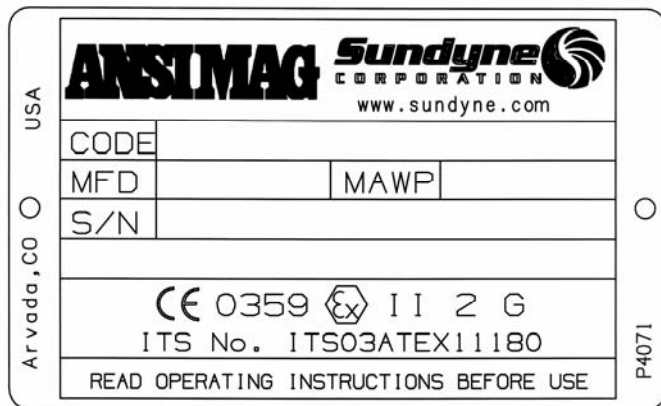 ANSIMAG Sundyne
CORPORATION
www.sundyne.com
CODE
MFD MAWP
S/N
CE 0359 Ex II 2 G
ITS No. ITS03ATEX11180
READ OPERATING INSTRUCTIONS BEFORE USE
Arvada,CO USA
P4071